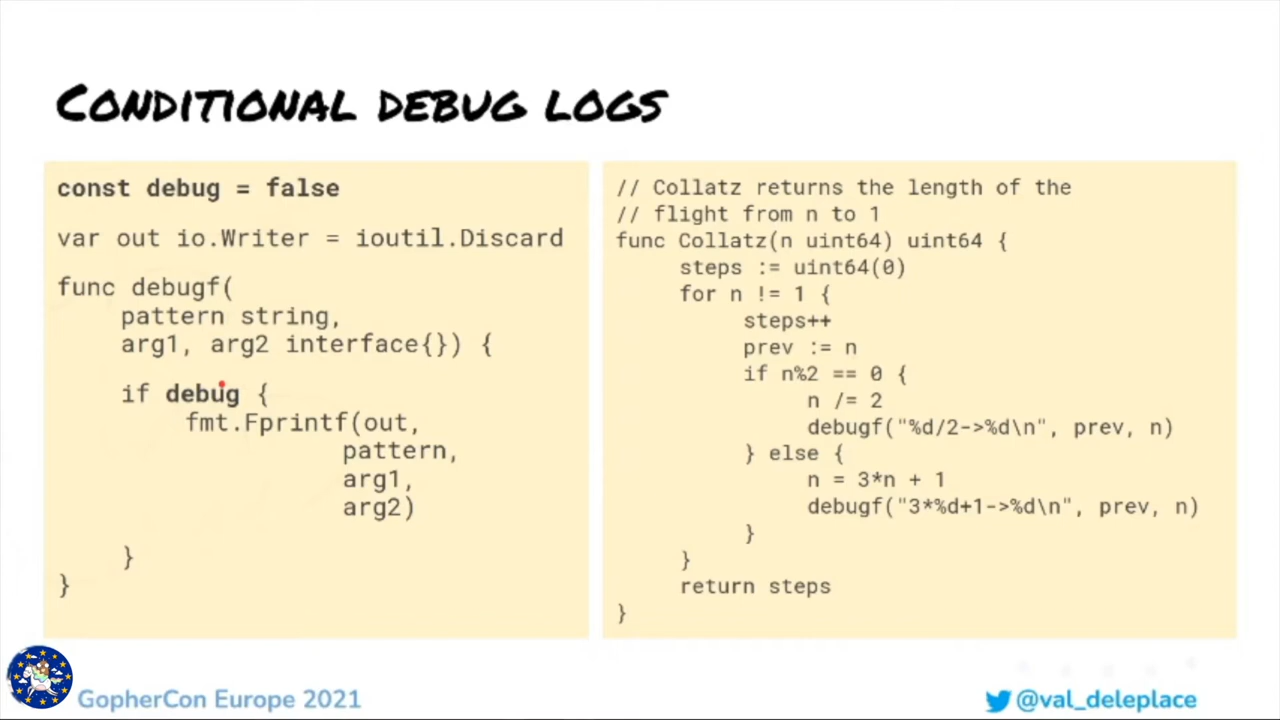 CONDITIONAL DEBUG LOGS
const debug = false
var out io.Writer = ioutil.Discard
func debugf(
pattern string,
arg1, arg2 interface{}) {
if debug {
fmt.Fprintf(out,
pattern,
arg1,
arg2)
}
}
// Collatz returns the length of the
// flight from n to 1
func Collatz(n uint64) uint64 {
steps := uint64(0)
for n != 1 {
steps++
prev := n
if n%2 == 0 {
n /= 2
debugf("%d/2->%d\n", prev, n)
} else {
n = 3*n + 1
debugf("3*%d+1->%d\n", prev, n)
}
}
return steps
}
GopherCon Europe 2021
@val_deleplace